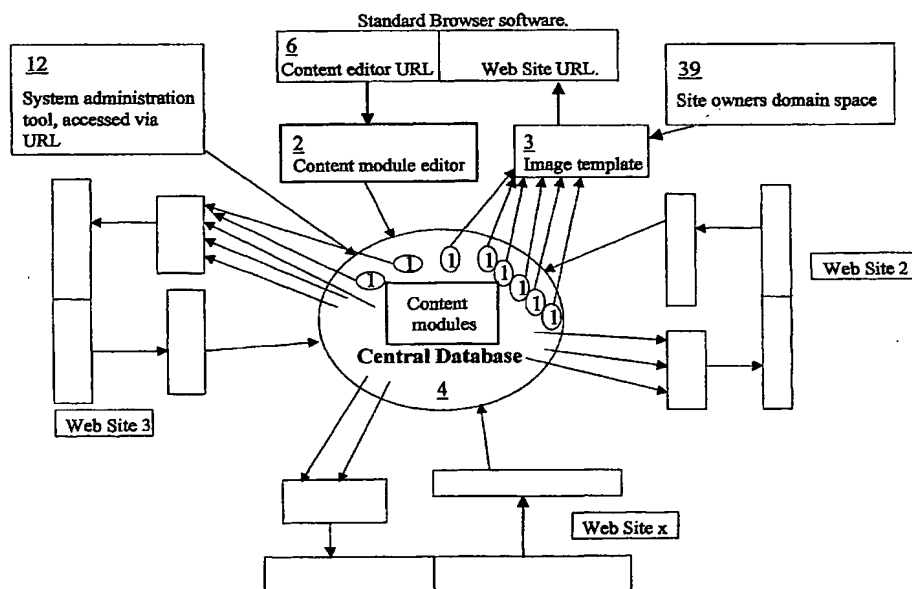 Standard Browser software.
12
System administration
tool, accessed via
URL
6
Content editor URL
Web Site URL.
39
Site owners domain space
2
Content module editor
3
Image template
1
1
1
1
1
1
1
1
Content
modules
Central Database
4
Web Site 2
Web Site 3
Web Site x